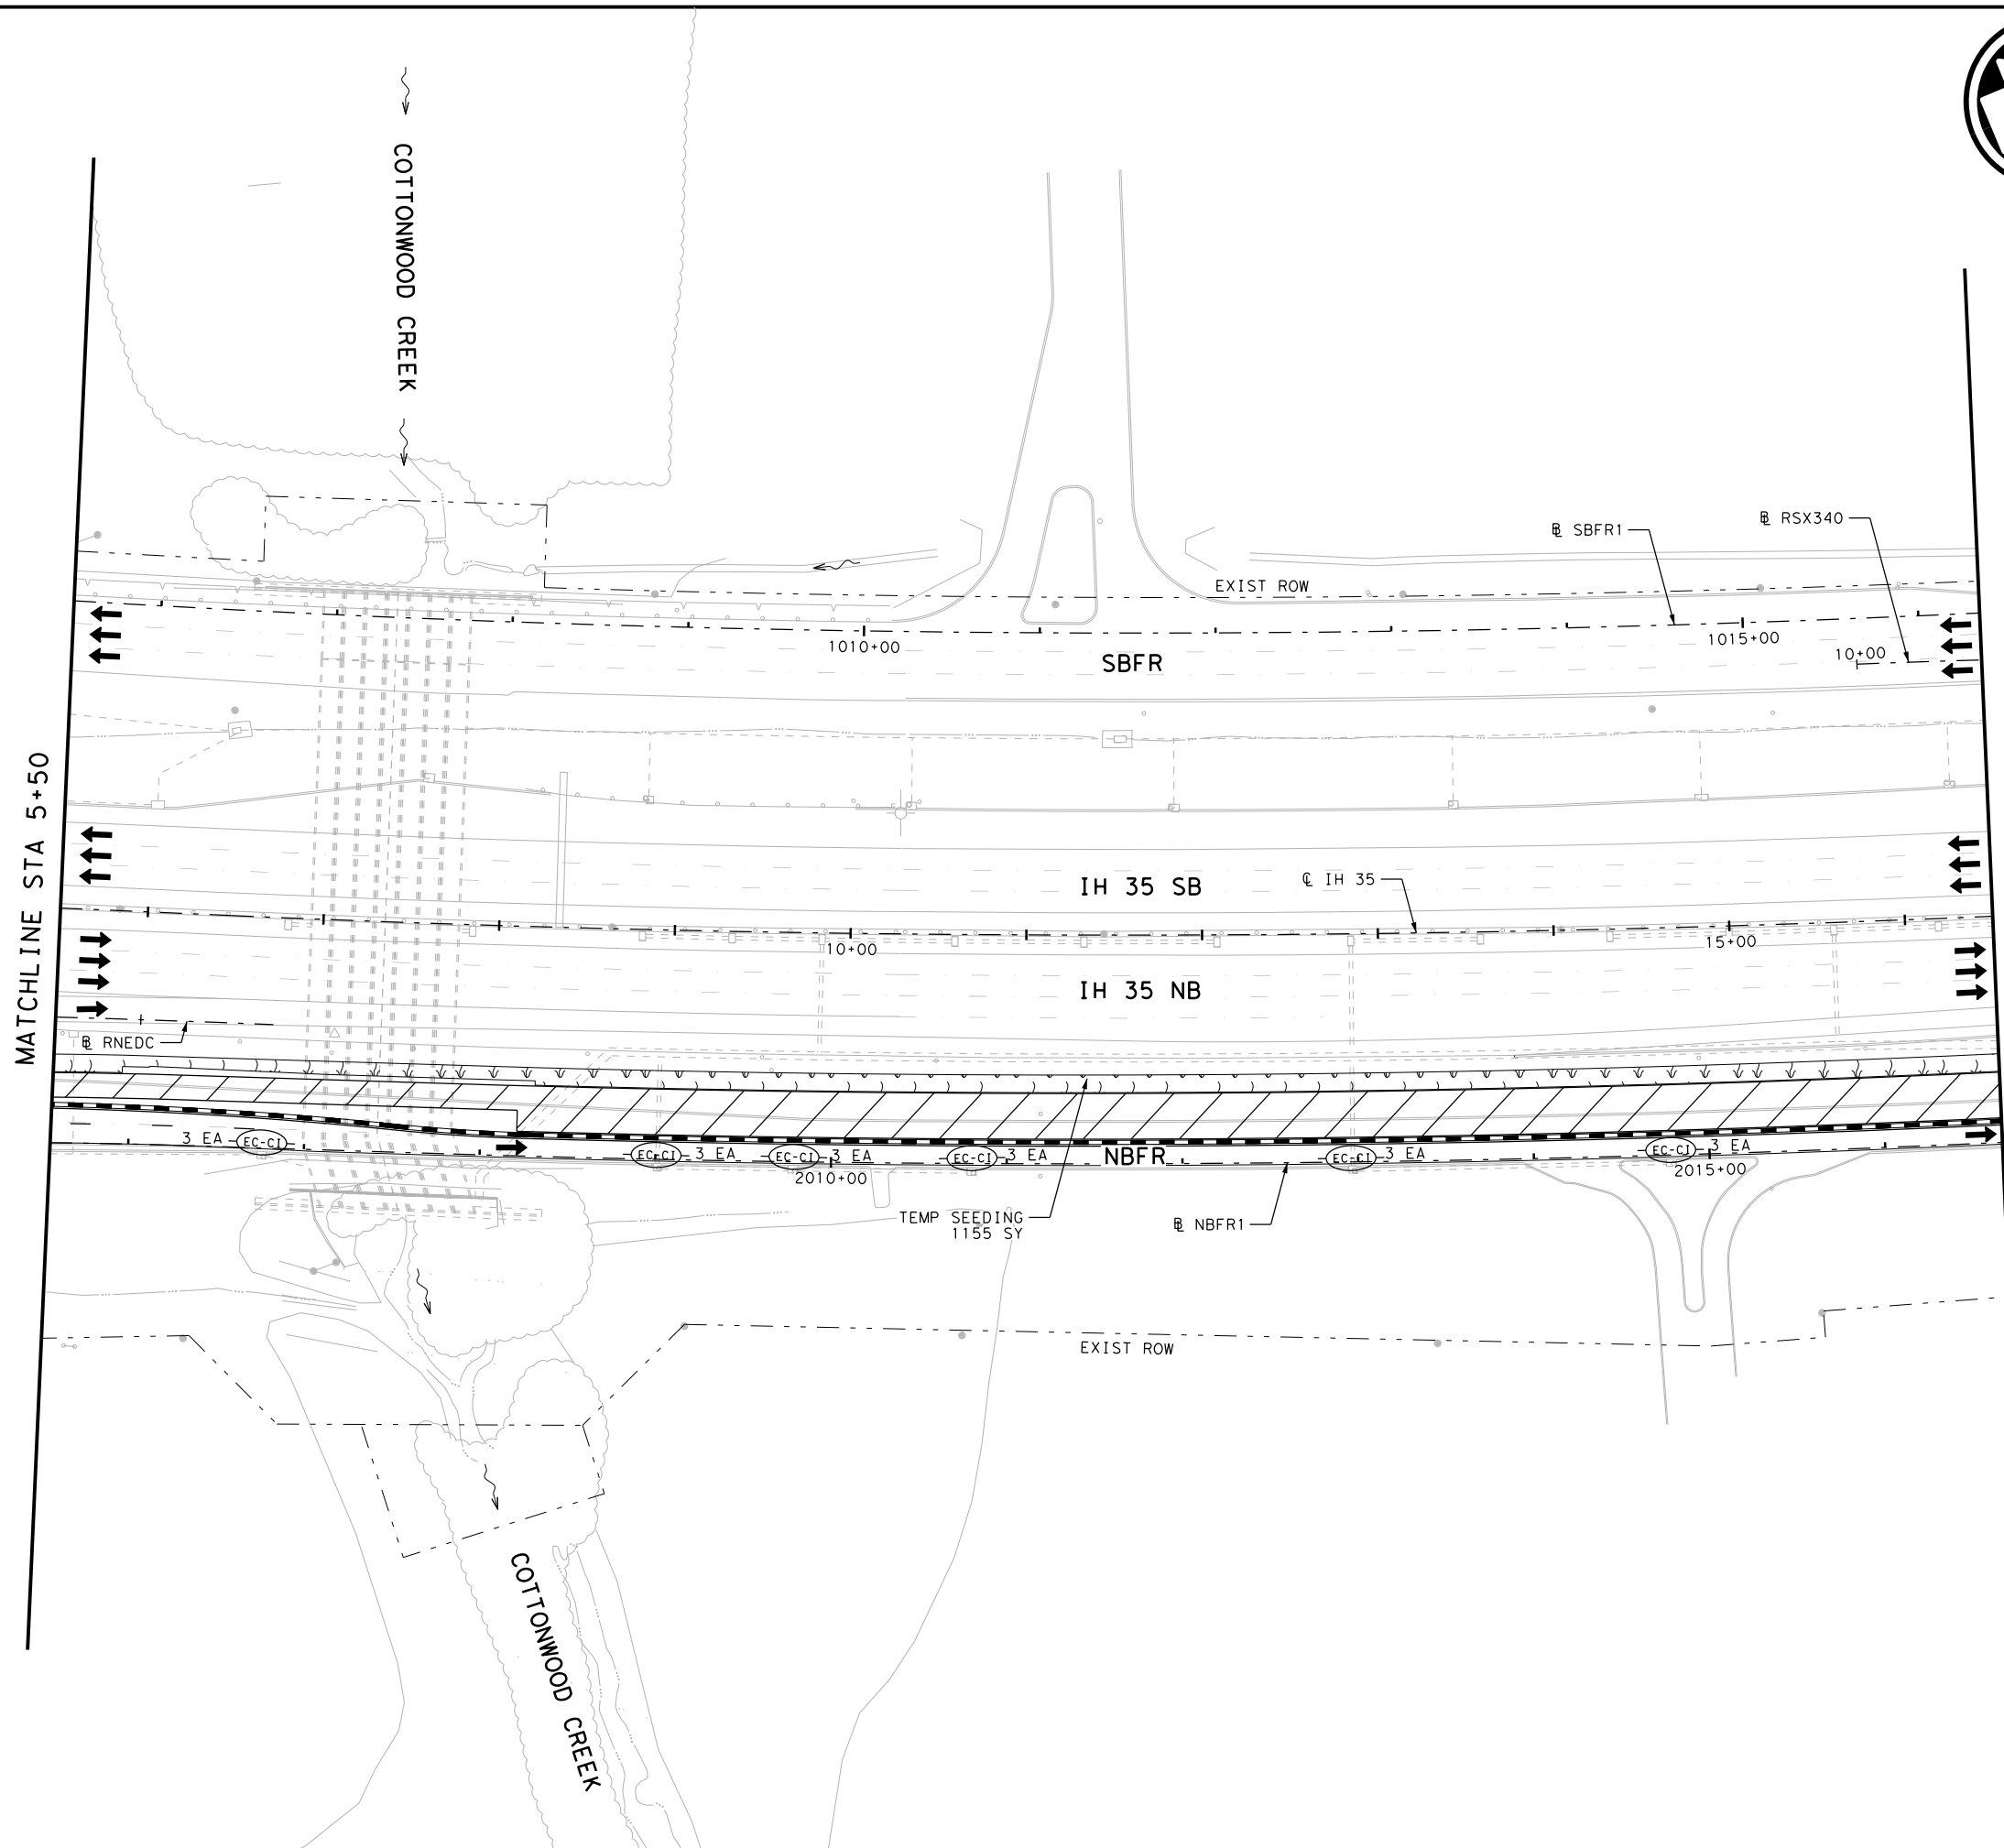 COTTONWOOD CREEK
℄ SBFR1
℄ RSX340
EXIST ROW
1010+00
1015+00
10+00
SBFR
MATCHLINE STA 5+50
IH 35 SB
℄ IH 35
10+00
15+00
IH 35 NB
℄ RNEDC
3 EA EC-CI
EC-CI 3 EA
EC-CI 3 EA
EC-CI 3 EA
NBFR
EC-CI 3 EA
EC-CI 3 EA
2010+00
2015+00
TEMP SEEDING
1155 SY
℄ NBFR1
EXIST ROW
COTTONWOOD CREEK